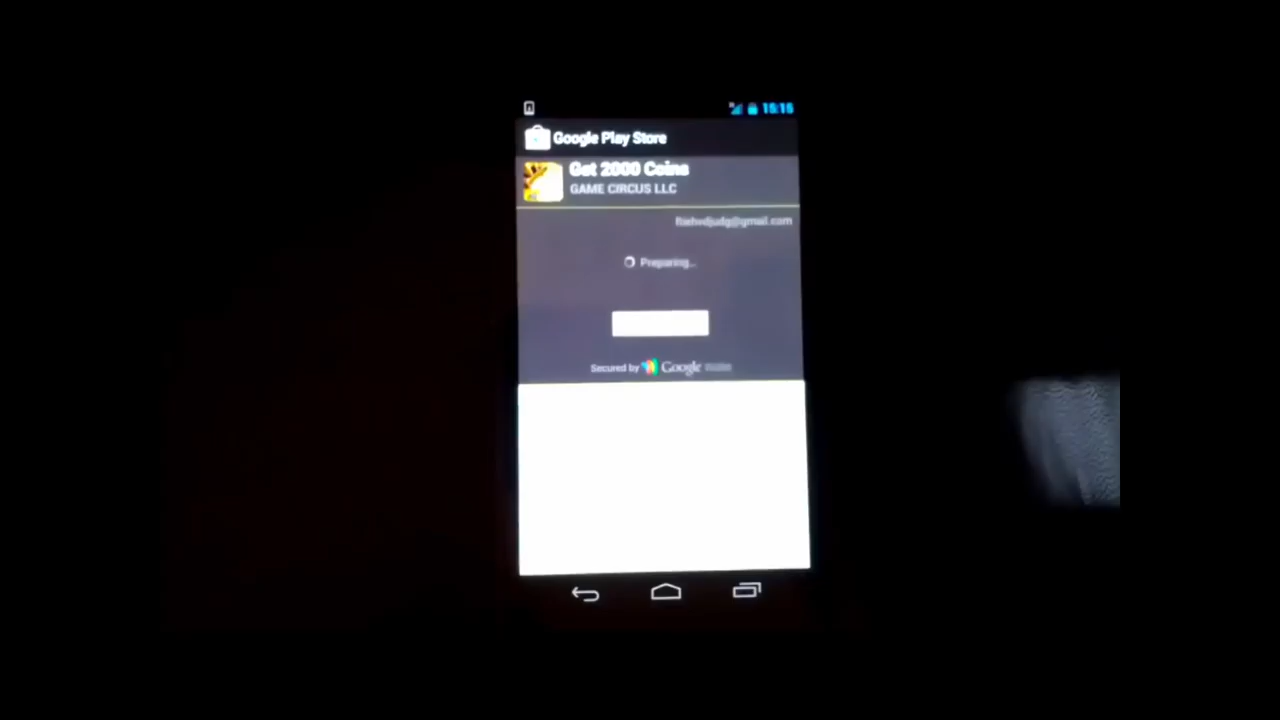 15:15
Google Play Store
Get 2000 Coins
GAME CIRCUS LLC
Preparing...
Secured by Google